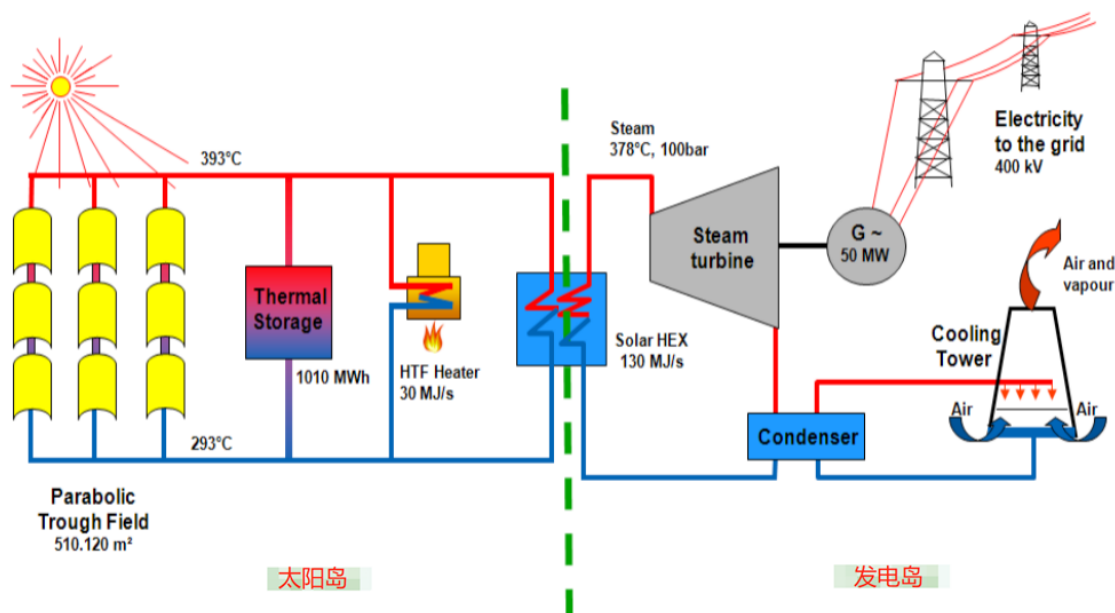 393°C
Steam
378°C, 100bar
Electricity
to the grid
400 kV
G ~
50 MW
Steam
turbine
Air and
vapour
Thermal
Storage
1010 MWh
HTF Heater
30 MJ/s
Solar HEX
130 MJ/s
Cooling
Tower
Air
Air
Condenser
293°C
Parabolic
Trough Field
510.120 m²
太阳岛
发电岛